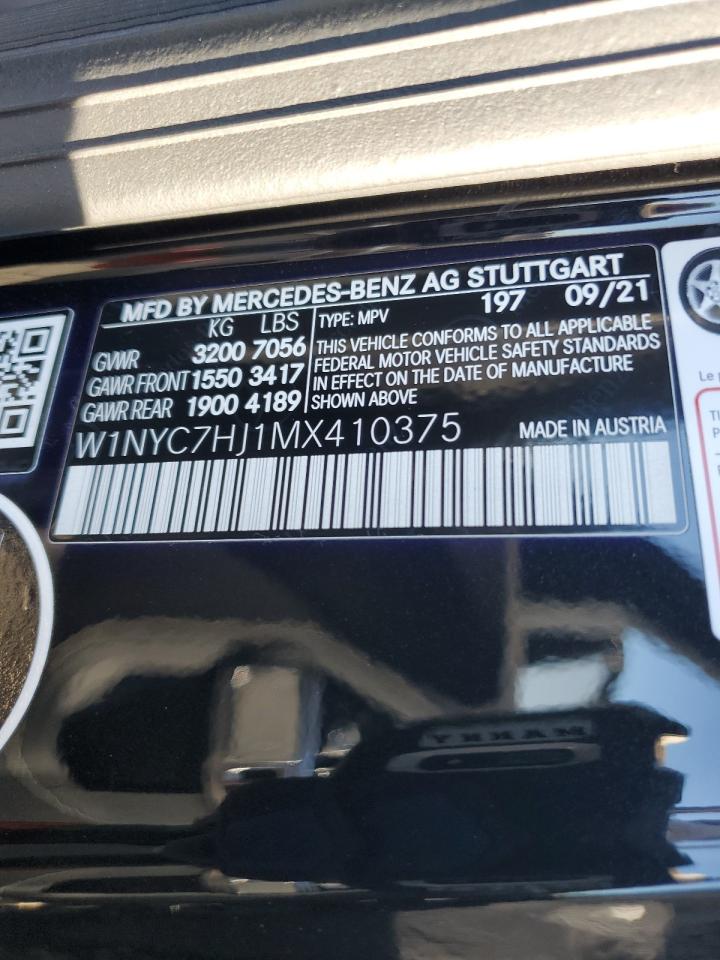 MFD BY MERCEDES-BENZ AG STUTTGART
197 09/21
KG LBS
GVWR 3200 7056
GAWR FRONT 1550 3417
GAWR REAR 1900 4189
TYPE: MPV
THIS VEHICLE CONFORMS TO ALL APPLICABLE
FEDERAL MOTOR VEHICLE SAFETY STANDARDS
IN EFFECT ON THE DATE OF MANUFACTURE
SHOWN ABOVE
W1NYC7HJ1MX410375
MADE IN AUSTRIA
Le